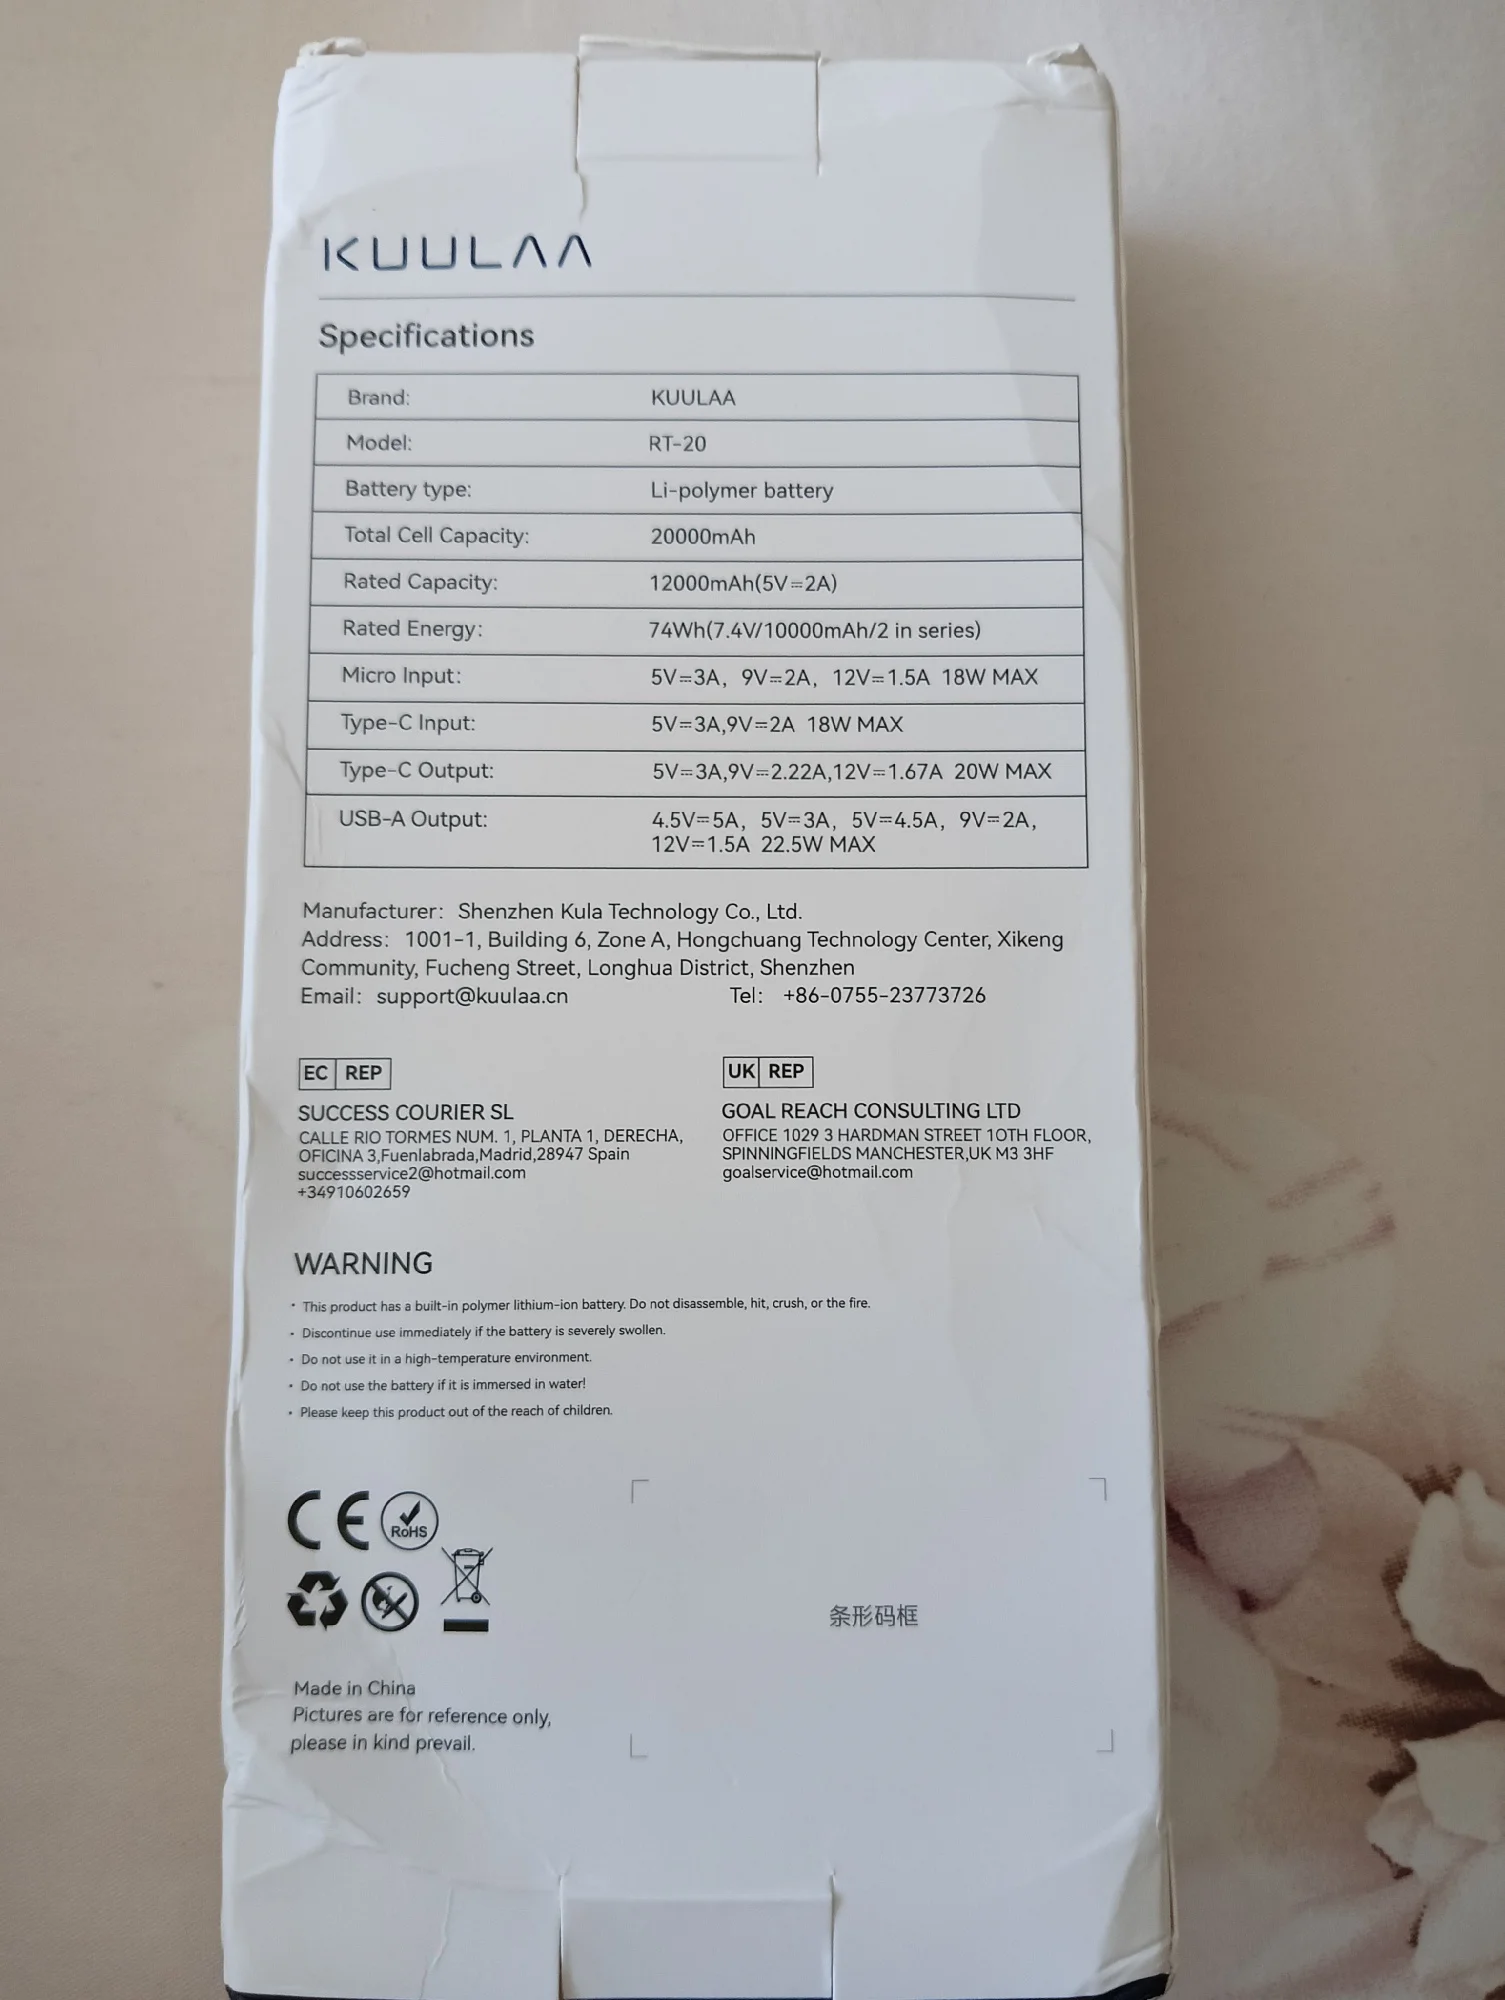 KUULAA
Specifications
Brand: KUULAA
Model: RT-20
Battery type: Li-polymer battery
Total Cell Capacity: 20000mAh
Rated Capacity: 12000mAh(5V⎓2A)
Rated Energy: 74Wh(7.4V/10000mAh/2 in series)
Micro Input: 5V⎓3A, 9V⎓2A, 12V⎓1.5A 18W MAX
Type-C Input: 5V⎓3A,9V⎓2A 18W MAX
Type-C Output: 5V⎓3A,9V⎓2.22A,12V⎓1.67A 20W MAX
USB-A Output: 4.5V⎓5A, 5V⎓3A, 5V⎓4.5A, 9V⎓2A,
12V⎓1.5A 22.5W MAX
Manufacturer: Shenzhen Kula Technology Co., Ltd.
Address: 1001-1, Building 6, Zone A, Hongchuang Technology Center, Xikeng
Community, Fucheng Street, Longhua District, Shenzhen
Email: support@kuulaa.cn Tel: +86-0755-23773726
EC REP
SUCCESS COURIER SL
CALLE RIO TORMES NUM. 1, PLANTA 1, DERECHA,
OFICINA 3,Fuenlabrada,Madrid,28947 Spain
successservice2@hotmail.com
+34910602659
UK REP
GOAL REACH CONSULTING LTD
OFFICE 1029 3 HARDMAN STREET 10TH FLOOR,
SPINNINGFIELDS MANCHESTER,UK M3 3HF
goalservice@hotmail.com
WARNING
• This product has a built-in polymer lithium-ion battery. Do not disassemble, hit, crush, or the fire.
• Discontinue use immediately if the battery is severely swollen.
• Do not use it in a high-temperature environment.
• Do not use the battery if it is immersed in water!
• Please keep this product out of the reach of children.
CE
RoHS
条形码框
Made in China
Pictures are for reference only,
please in kind prevail.